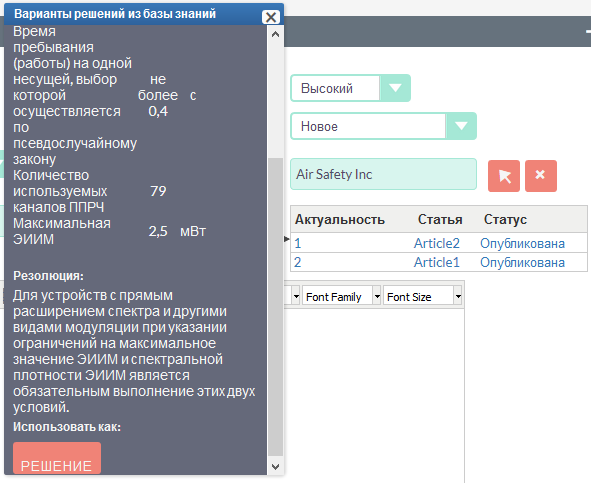 Варианты решений из базы знаний
Время
пребывания
(работы) на одной
несущей, выбор не
которой более с
осуществляется 0,4
по
псевдослучайному
закону
Количество
используемых 79
каналов ППРЧ
Максимальная 2,5 мВт
ЭИИМ
Резолюция:
Для устройств с прямым
расширением спектра и другими
видами модуляции при указании
ограничений на максимальное
значение ЭИИМ и спектральной
плотности ЭИИМ является
обязательным выполнение этих двух
условий.
Использовать как:
РЕШЕНИЕ
Высокий
Новое
Air Safety Inc
Актуальность Статья Статус
1 Article2 Опубликована
2 Article1 Опубликована
Font Family Font Size